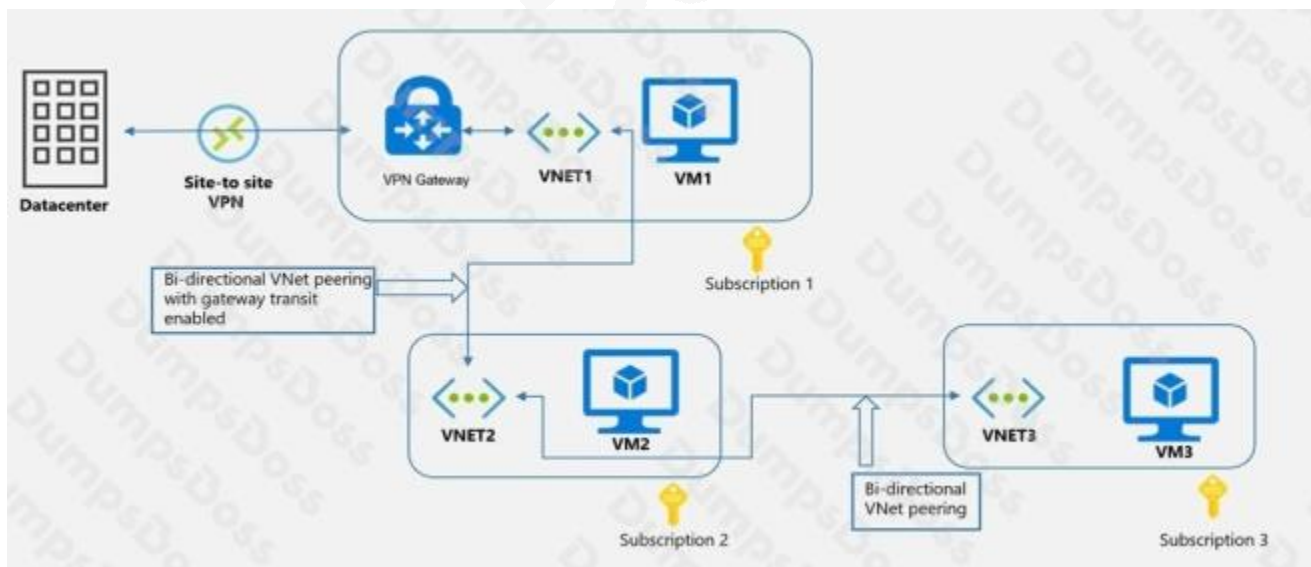 VPN Gateway
VNET1
VM1
Site-to site
VPN
Datacenter
Bi-directional VNet peering
with gateway transit
enabled
Subscription 1
VNET2
VM2
VNET3
VM3
Bi-directional
VNet peering
Subscription 2
Subscription 3
DumpsDoss